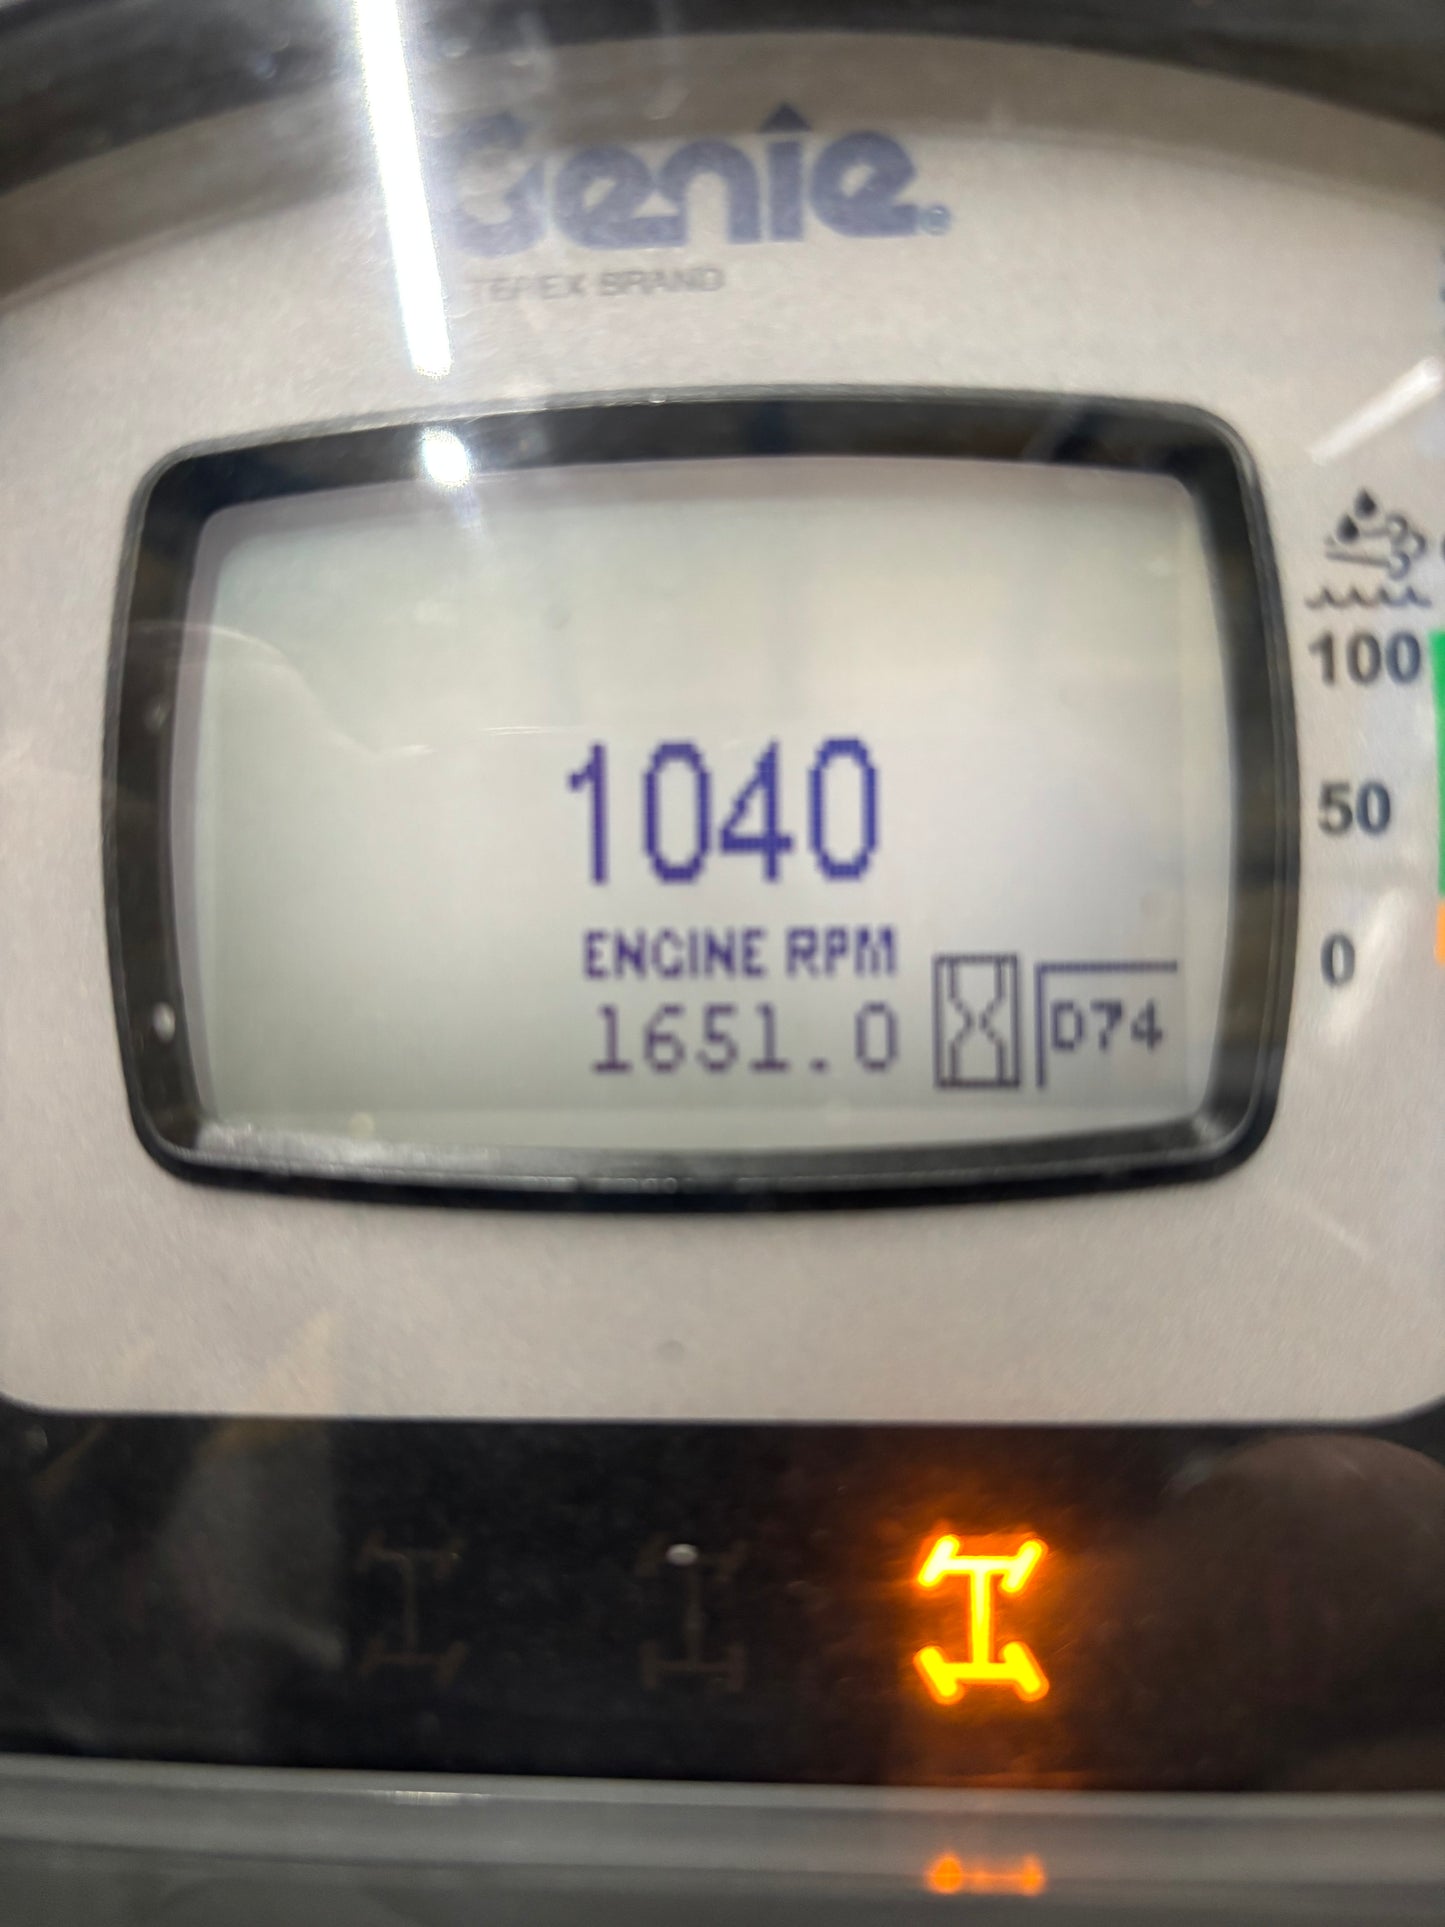 Genie
TEREX BRAND
100
50
0
1040
ENGINE RPM
1651.0
D74